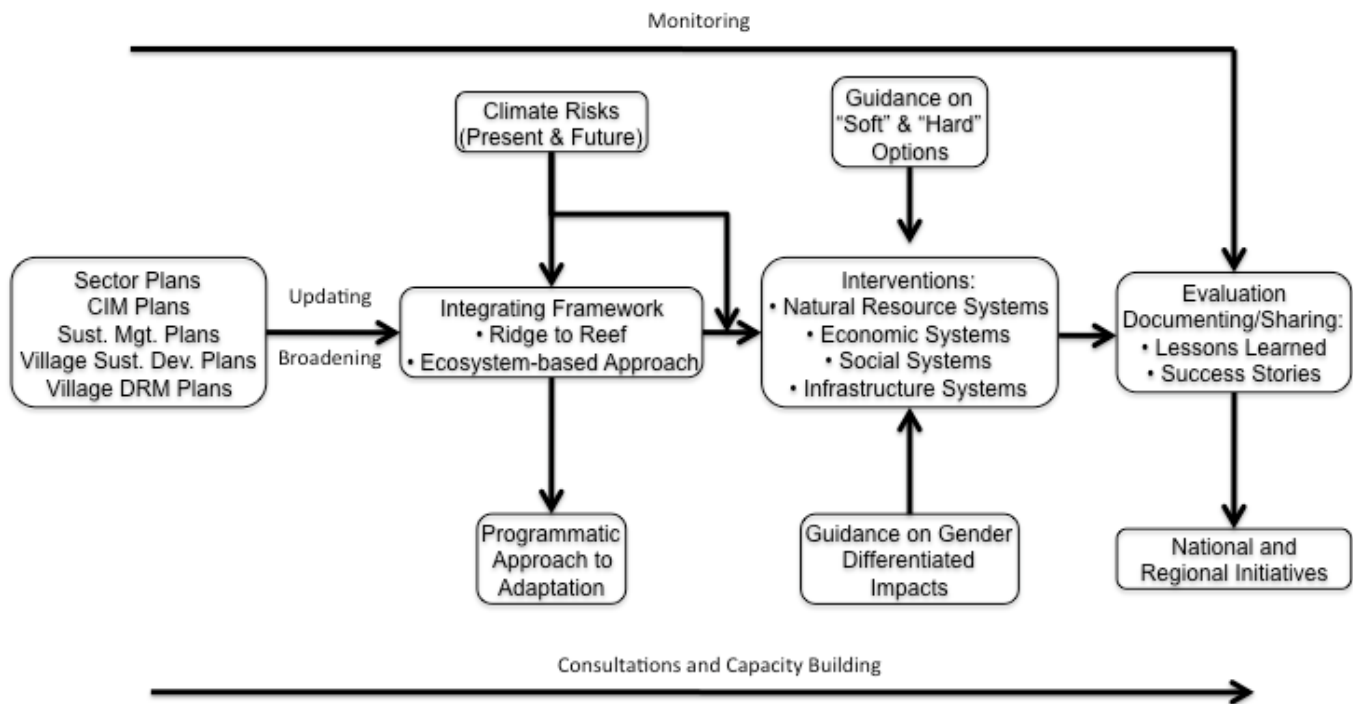 Monitoring
Climate Risks
(Present & Future)
Guidance on
“Soft” & “Hard”
Options
Sector Plans
CIM Plans
Sust. Mgt. Plans
Village Sust. Dev. Plans
Village DRM Plans
Updating
Broadening
Integrating Framework
• Ridge to Reef
• Ecosystem-based Approach
Interventions:
• Natural Resource Systems
• Economic Systems
• Social Systems
• Infrastructure Systems
Evaluation
Documenting/Sharing:
• Lessons Learned
• Success Stories
Programmatic
Approach to
Adaptation
Guidance on Gender
Differentiated
Impacts
National and
Regional Initiatives
Consultations and Capacity Building